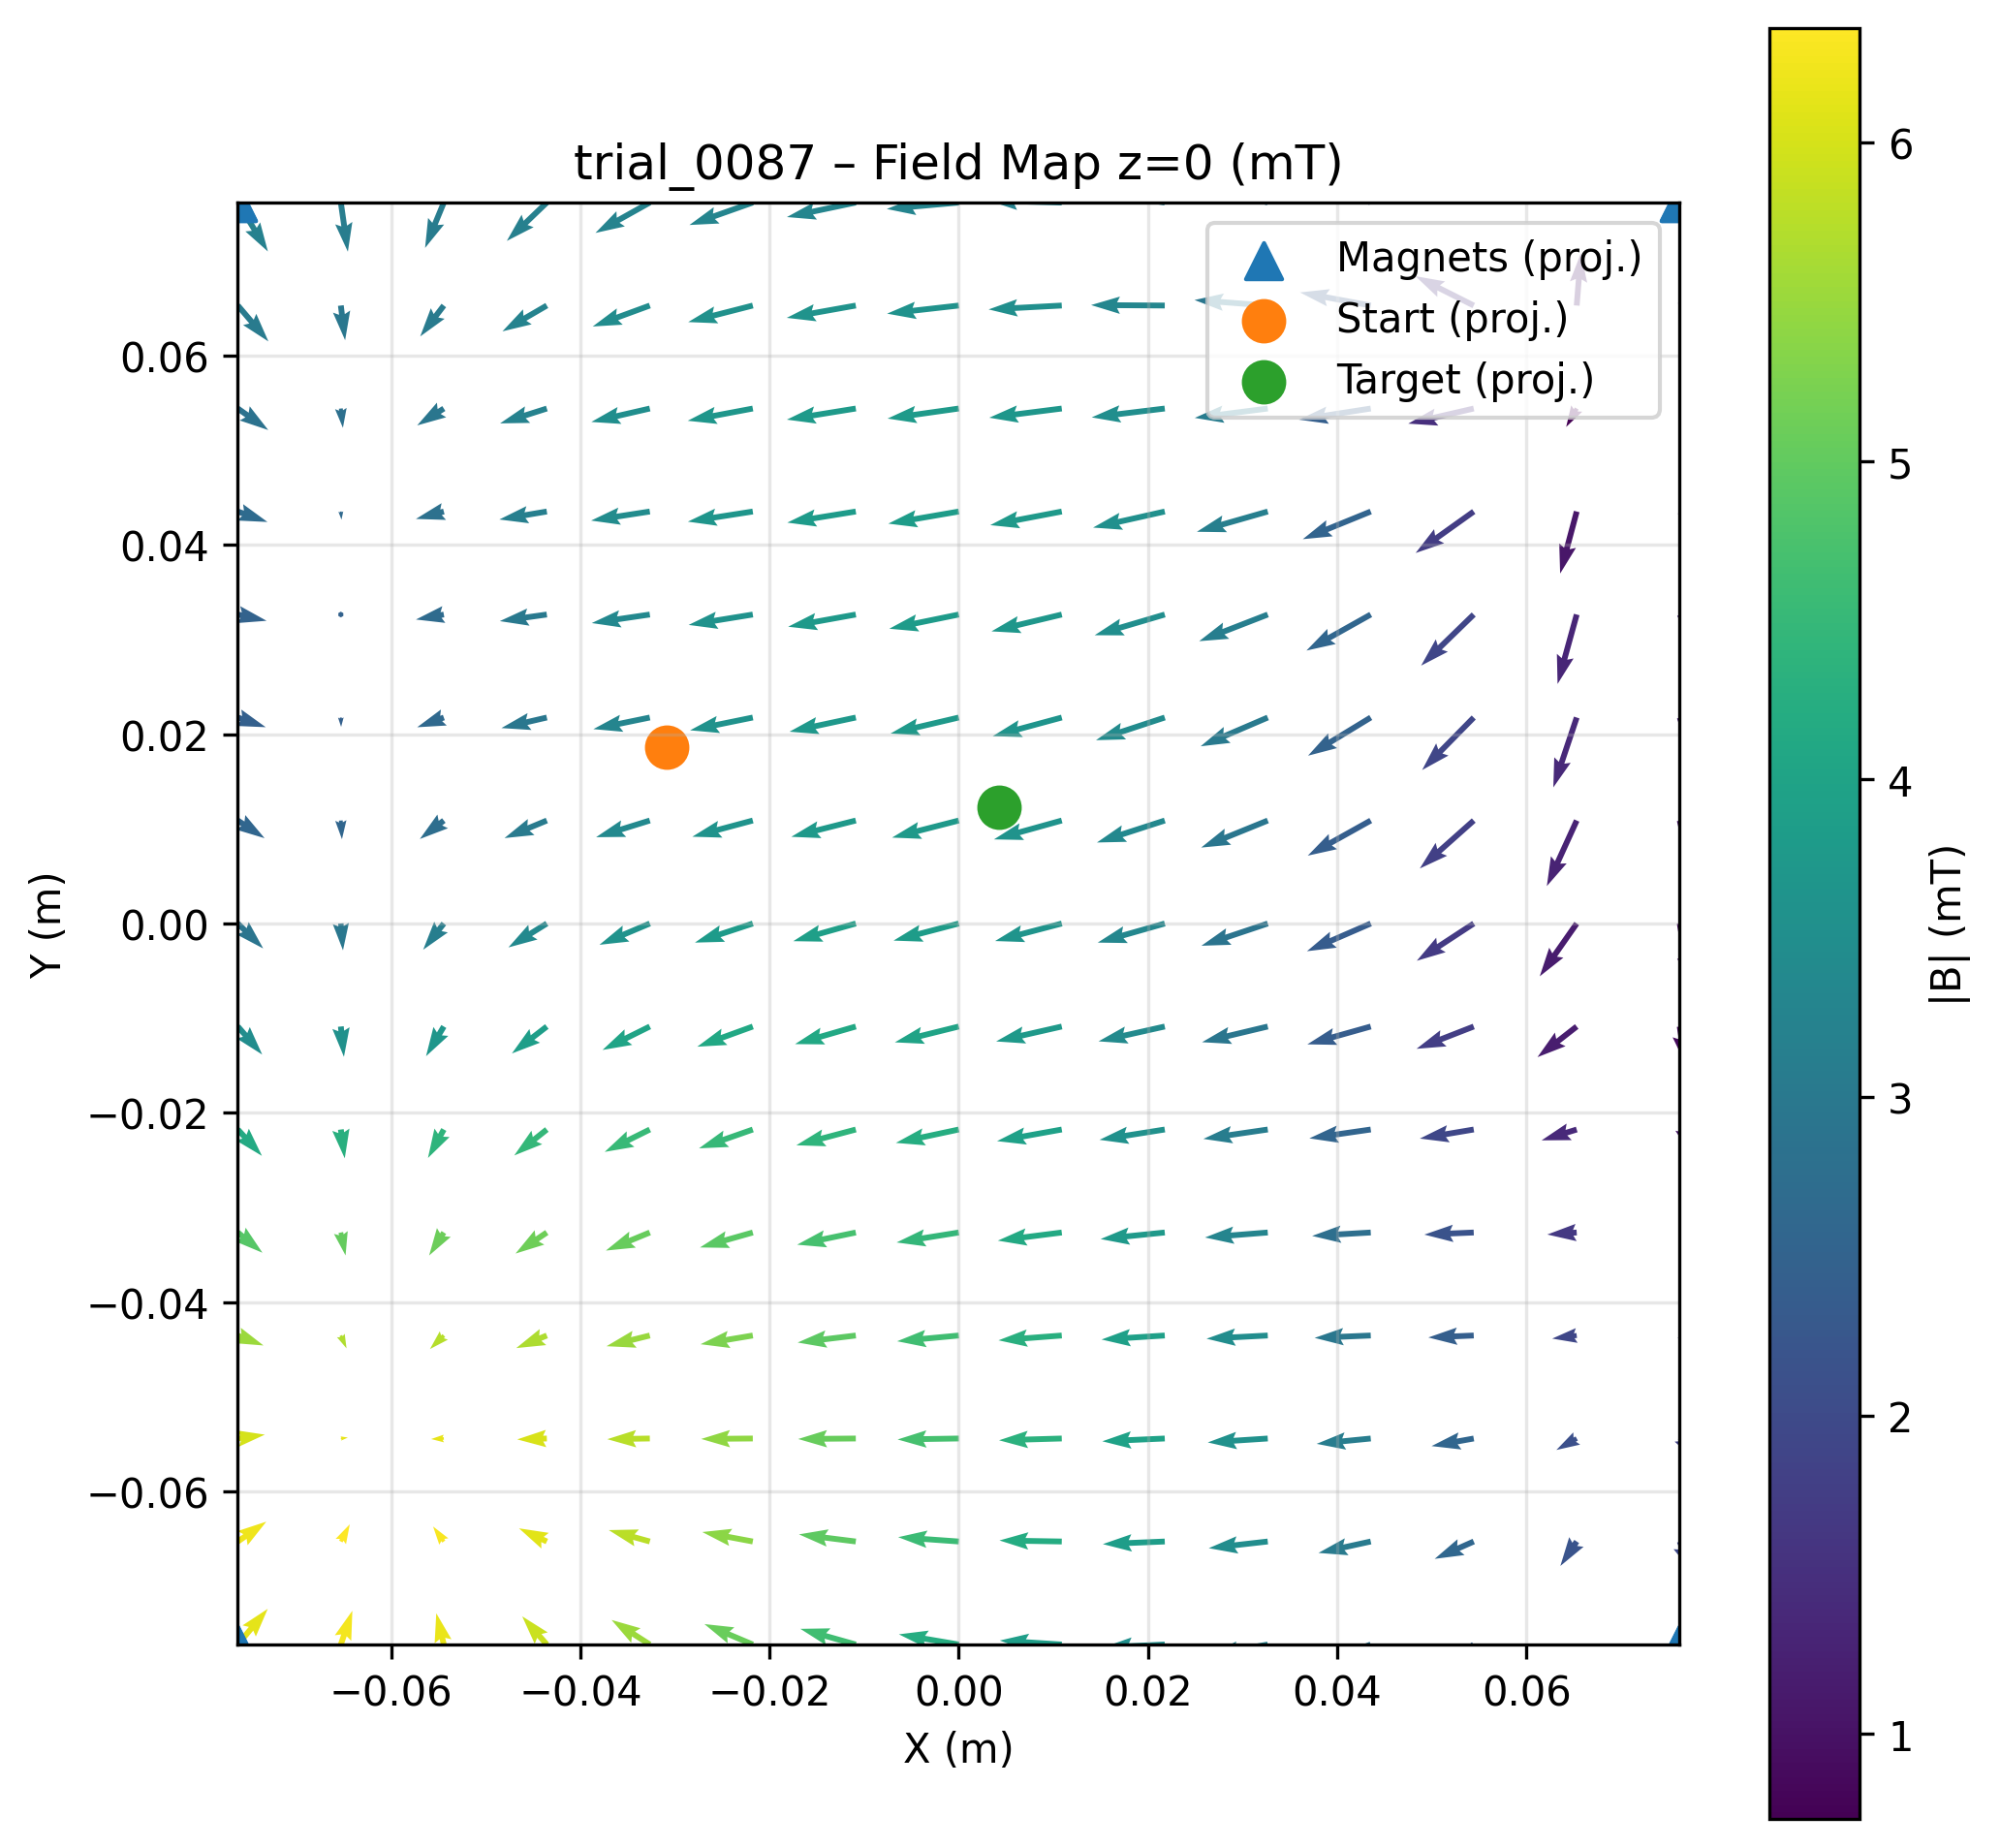 trial_0087 – Field Map z=0 (mT)
Magnets (proj.)
Start (proj.)
Target (proj.)
0.06
0.04
0.02
0.00
−0.02
−0.04
−0.06
Y (m)
−0.06
−0.04
−0.02
0.00
0.02
0.04
0.06
X (m)
6
5
4
3
2
1
|B| (mT)